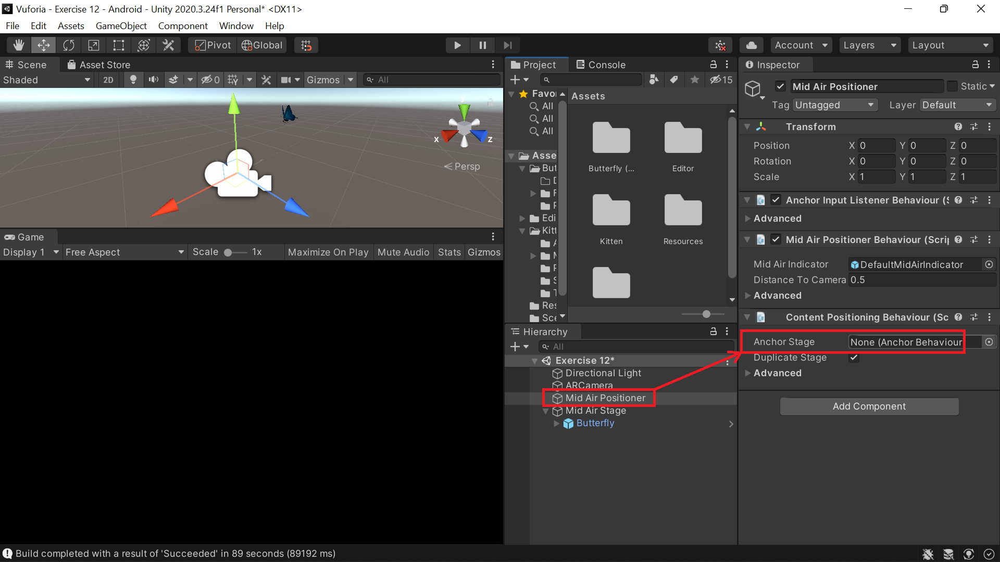 Vuforia - Exercise 12 - Android - Unity 2020.3.24f1 Personal* <DX11>
File Edit Assets GameObject Component Window Help
Pivot Global Account Layers Layout
Scene Asset Store
Shaded 2D 0 Gizmos All
y
x z
Persp
Game
Display 1 Free Aspect Scale 1x Maximize On Play Mute Audio Stats Gizmos
Project Console
15
Favo
All
All
All
Asse
But
Edi
Kitt
Res
Sce
Assets
Butterfly (... Editor
Kitten Resources
Hierarchy
All
Exercise 12*
Directional Light
ARCamera
Mid Air Positioner
Mid Air Stage
Butterfly
Inspector
Mid Air Positioner Static
Tag Untagged Layer Default
Transform
Position X 0 Y 0 Z 0
Rotation X 0 Y 0 Z 0
Scale X 1 Y 1 Z 1
Anchor Input Listener Behaviour (S
Advanced
Mid Air Positioner Behaviour (Scrip
Mid Air Indicator DefaultMidAirIndicator
Distance To Camera 0.5
Advanced
Content Positioning Behaviour (Sc
Anchor Stage None (Anchor Behaviour
Duplicate Stage
Advanced
Add Component
Build completed with a result of 'Succeeded' in 89 seconds (89192 ms)